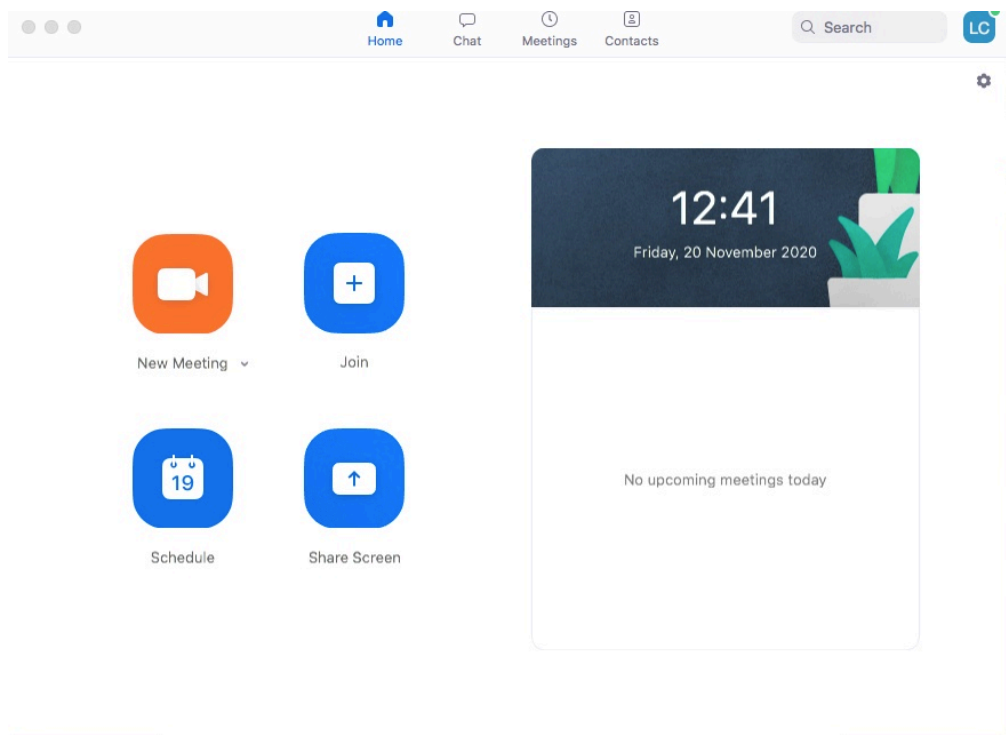 Home
Chat
Meetings
Contacts
Search
LC
12:41
Friday, 20 November 2020
New Meeting
Join
19
Schedule
Share Screen
No upcoming meetings today